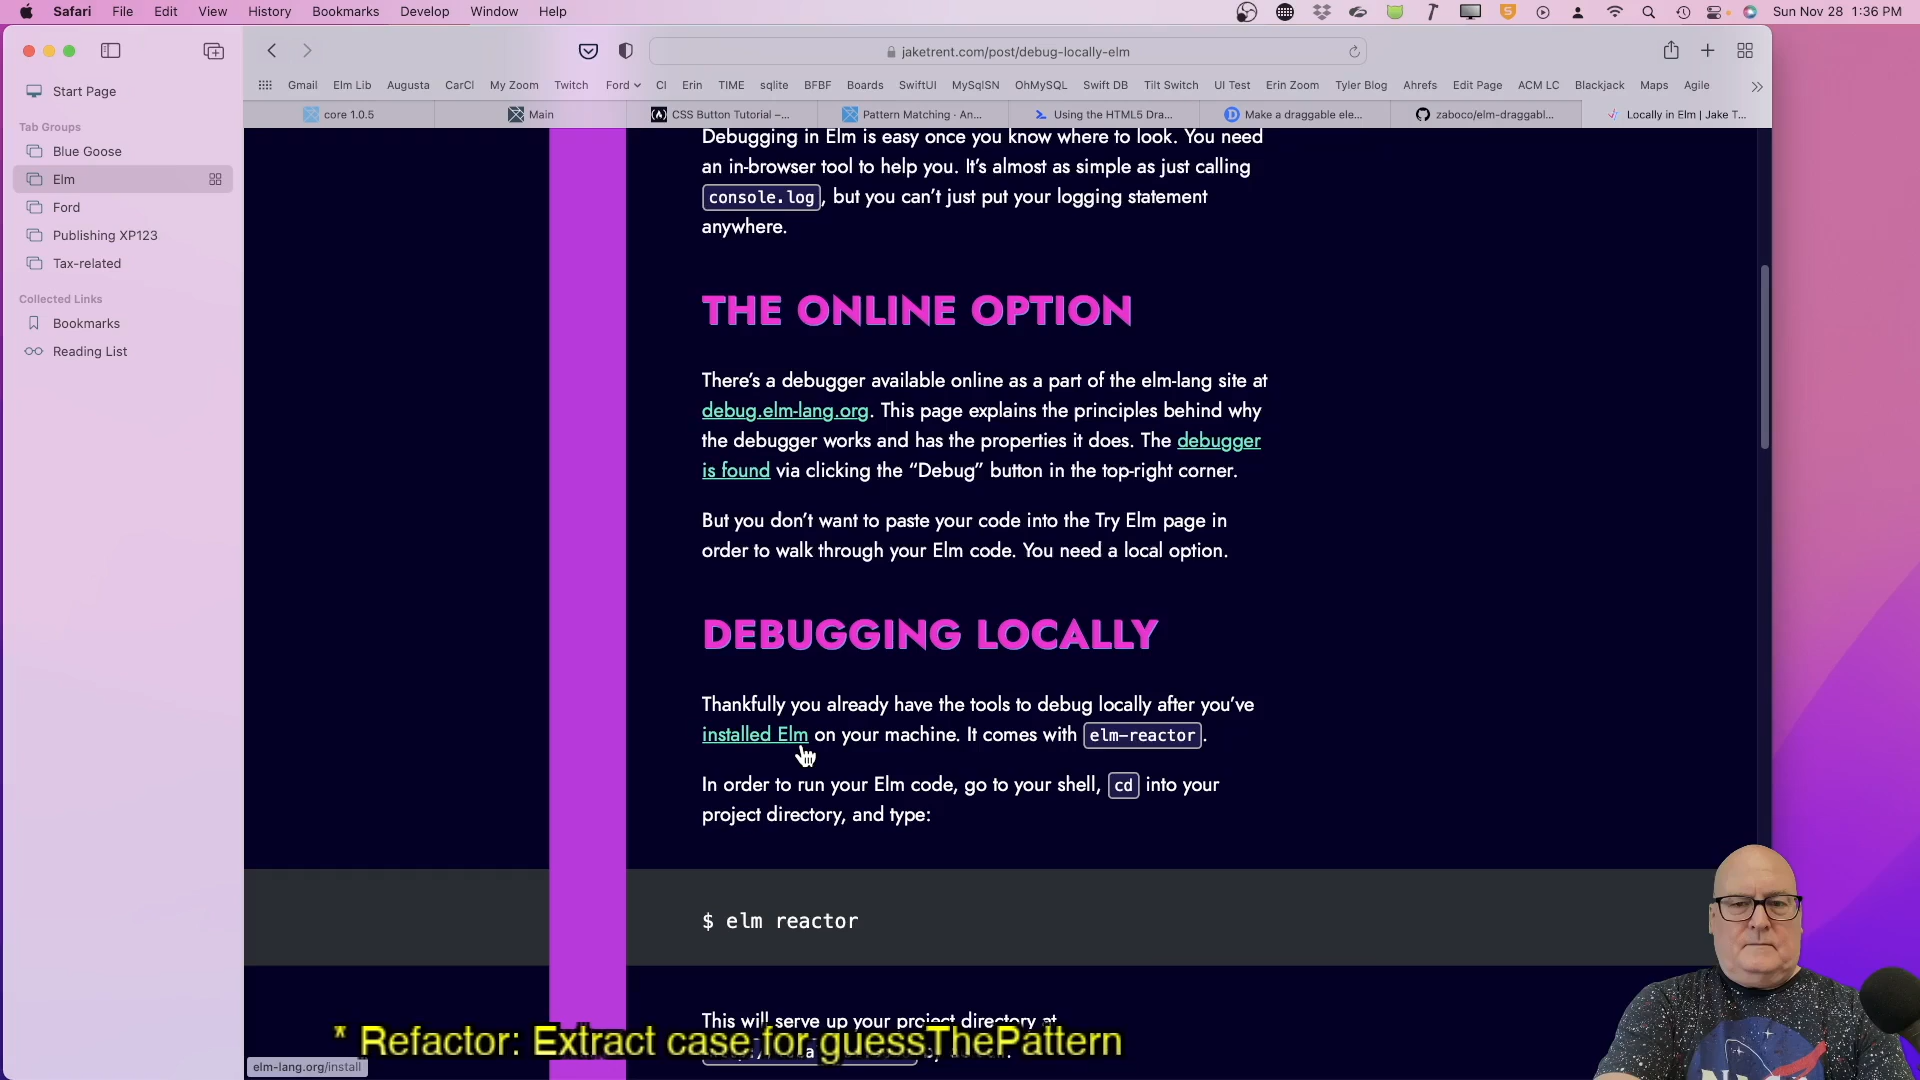 Safari File Edit View History Bookmarks Develop Window Help
Sun Nov 28 1:36 PM
jaketrent.com/post/debug-locally-elm
Start Page
Tab Groups
Blue Goose
Elm
Ford
Publishing XP123
Tax-related
Collected Links
Bookmarks
Reading List
Gmail Elm Lib Augusta CarCl My Zoom Twitch Ford CI Erin TIME sqlite BFBF Boards SwiftUI MySqlSN OhMySQL Swift DB Tilt Switch UI Test Erin Zoom Tyler Blog Ahrefs Edit Page ACM LC Blackjack Maps Agile
core 1.0.5 Main CSS Button Tutorial –... Pattern Matching · An... Using the HTML5 Dra... Make a draggable ele... zaboco/elm-draggabl... Locally in Elm | Jake T...
Debugging in Elm is easy once you know where to look. You need
an in-browser tool to help you. It's almost as simple as just calling
console.log, but you can't just put your logging statement
anywhere.
THE ONLINE OPTION
There's a debugger available online as a part of the elm-lang site at
debug.elm-lang.org. This page explains the principles behind why
the debugger works and has the properties it does. The debugger
is found via clicking the “Debug” button in the top-right corner.
But you don't want to paste your code into the Try Elm page in
order to walk through your Elm code. You need a local option.
DEBUGGING LOCALLY
Thankfully you already have the tools to debug locally after you've
installed Elm on your machine. It comes with elm-reactor.
In order to run your Elm code, go to your shell, cd into your
project directory, and type:
$ elm reactor
This will serve up your project directory at
* Refactor: Extract case for guessThePattern
elm-lang.org/install